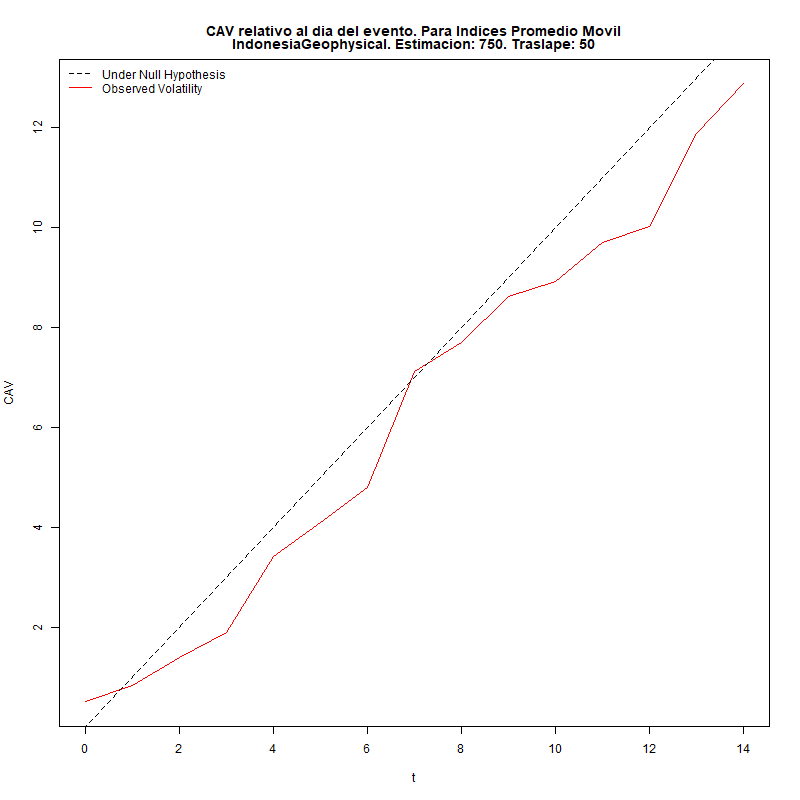 CAV relativo al dia del evento. Para Indices Promedio Movil
IndonesiaGeophysical. Estimacion: 750. Traslape: 50
Under Null Hypothesis
Observed Volatility
12
10
8
6
4
2
CAV
0 2 4 6 8 10 12 14
t